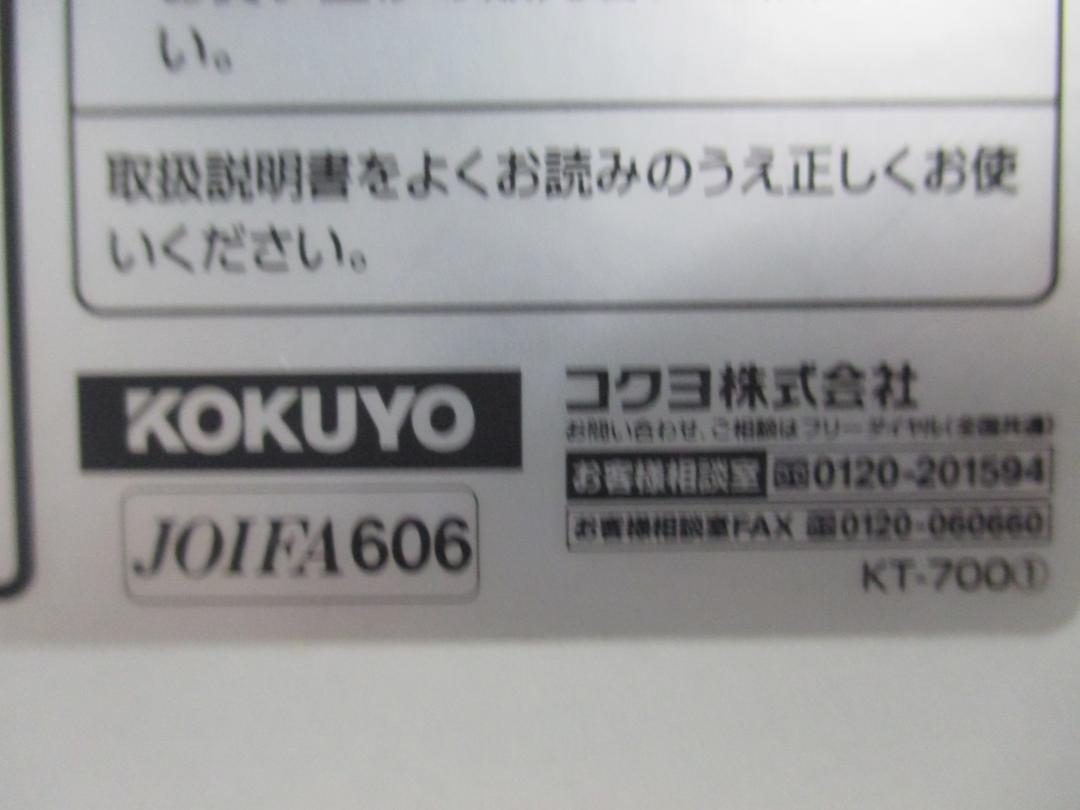 い。
取扱説明書をよくお読みのうえ正しくお使
いください。
KOKUYO
JOIFA606
コクヨ株式会社
お問い合わせ、ご相談はフリーダイヤル(全国共通)
お客様相談室 0120-201594
お客様相談室FAX 0120-060660
KT-700①